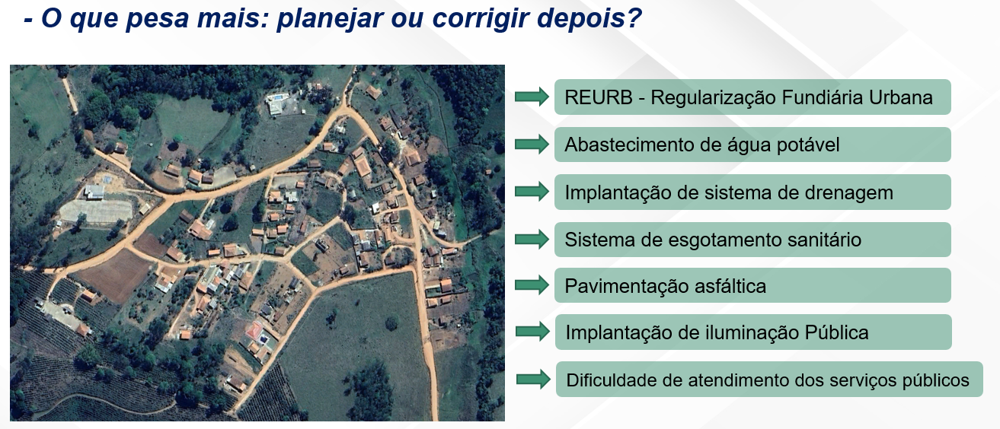 - O que pesa mais: planejar ou corrigir depois?
REURB - Regularização Fundiária Urbana
Abastecimento de água potável
Implantação de sistema de drenagem
Sistema de esgotamento sanitário
Pavimentação asfáltica
Implantação de iluminação Pública
Dificuldade de atendimento dos serviços públicos